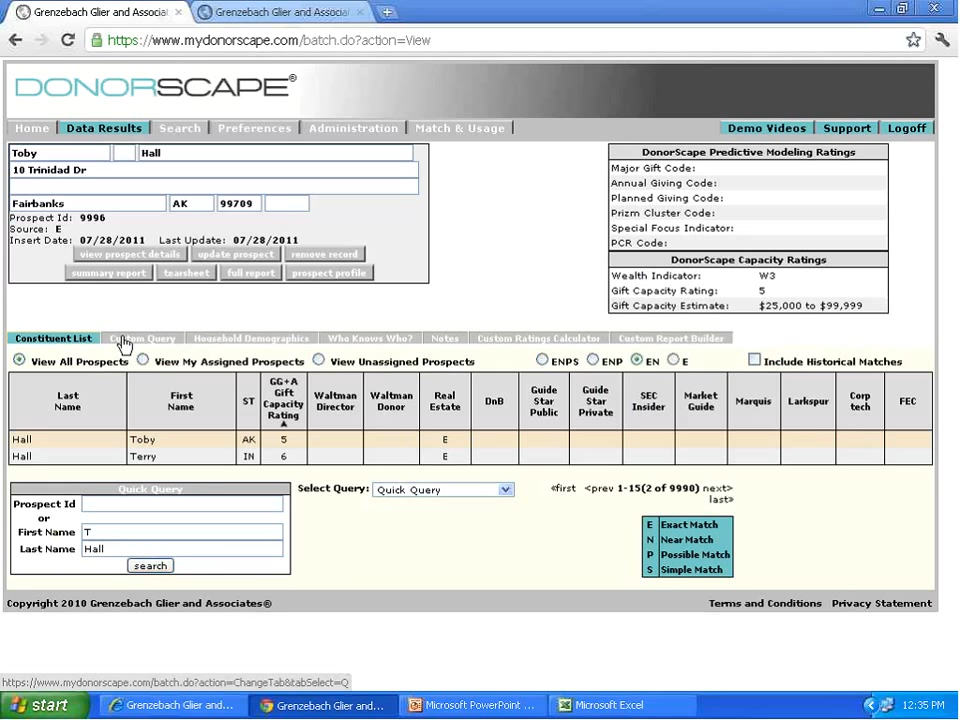 Grenzebach Glier and Associat ×
Grenzebach Glier and Associat ×
https://www.mydonorscape.com/batch.do?action=View
DONORSCAPE®
Home
Data Results
Search
Preferences
Administration
Match & Usage
Demo Videos
Support
Logoff
Toby
Hall
10 Trinidad Dr
Fairbanks
AK
99709
Prospect Id: 9996
Source: E
Insert Date: 07/28/2011 Last Update: 07/28/2011
view prospect details
update prospect
remove record
summary report
tearsheet
full report
prospect profile
DonorScape Predictive Modeling Ratings
Major Gift Code:
Annual Giving Code:
Planned Giving Code:
Prizm Cluster Code:
Special Focus Indicator:
PCR Code:
DonorScape Capacity Ratings
Wealth Indicator: W3
Gift Capacity Rating: 5
Gift Capacity Estimate: $25,000 to $99,999
Constituent List
Custom Query
Household Demographics
Who Knows Who?
Notes
Custom Ratings Calculator
Custom Report Builder
View All Prospects
View My Assigned Prospects
View Unassigned Prospects
ENPS
ENP
EN
E
Include Historical Matches
Last Name
First Name
ST
GG+A Gift Capacity Rating
Waltman Director
Waltman Donor
Real Estate
DnB
Guide Star Public
Guide Star Private
SEC Insider
Market Guide
Marquis
Larkspur
Corp tech
FEC
Hall Toby AK 5 E
Hall Terry IN 6 E
Quick Query
Prospect Id
or
First Name T
Last Name Hall
search
Select Query: Quick Query
«first <prev 1-15(2 of 9990) next>
last»
E Exact Match
N Near Match
P Possible Match
S Simple Match
Copyright 2010 Grenzebach Glier and Associates®
Terms and Conditions Privacy Statement
https://www.mydonorscape.com/batch.do?action=ChangeTab&tabSelect=Q
start
Grenzebach Glier and...
Grenzebach Glier and...
Microsoft PowerPoint ...
Microsoft Excel
12:35 PM